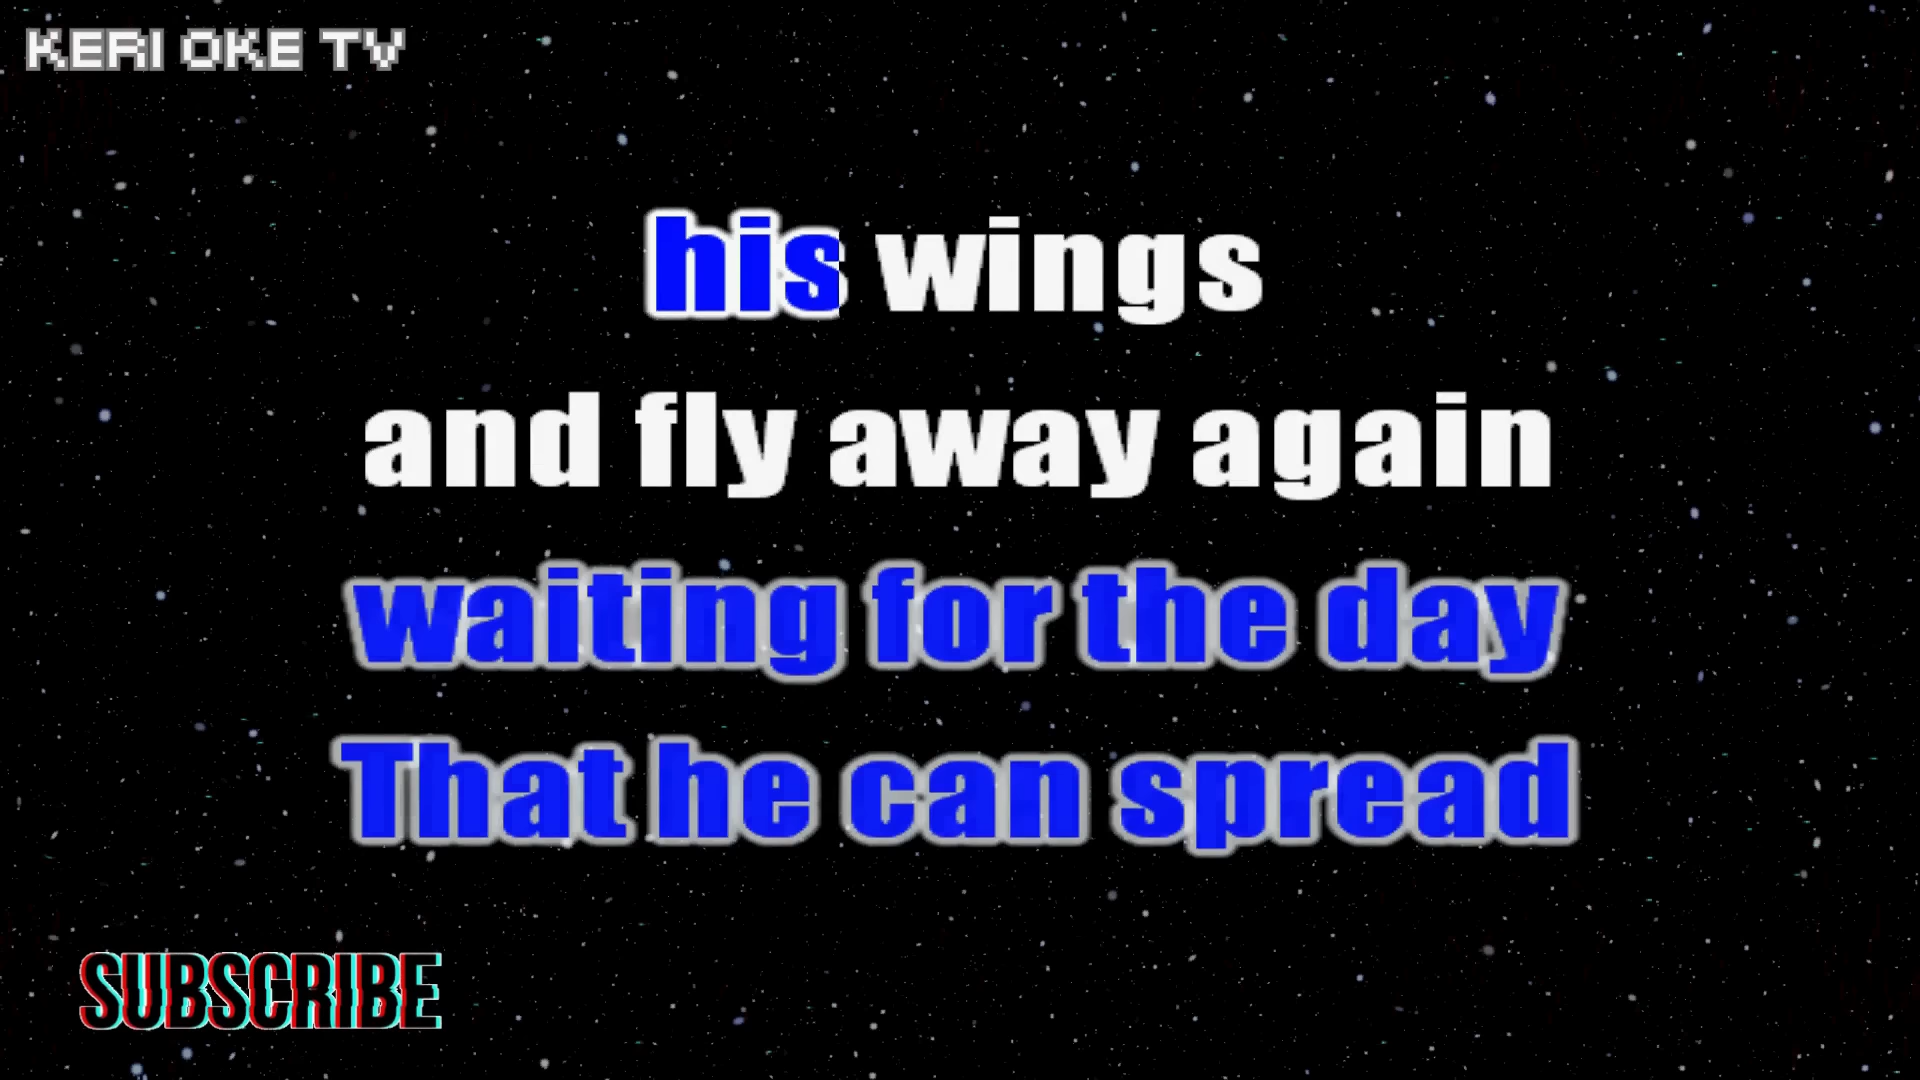 KERI OKE TV
his wings
and fly away again
waiting for the day
That he can spread
SUBSCRIBE